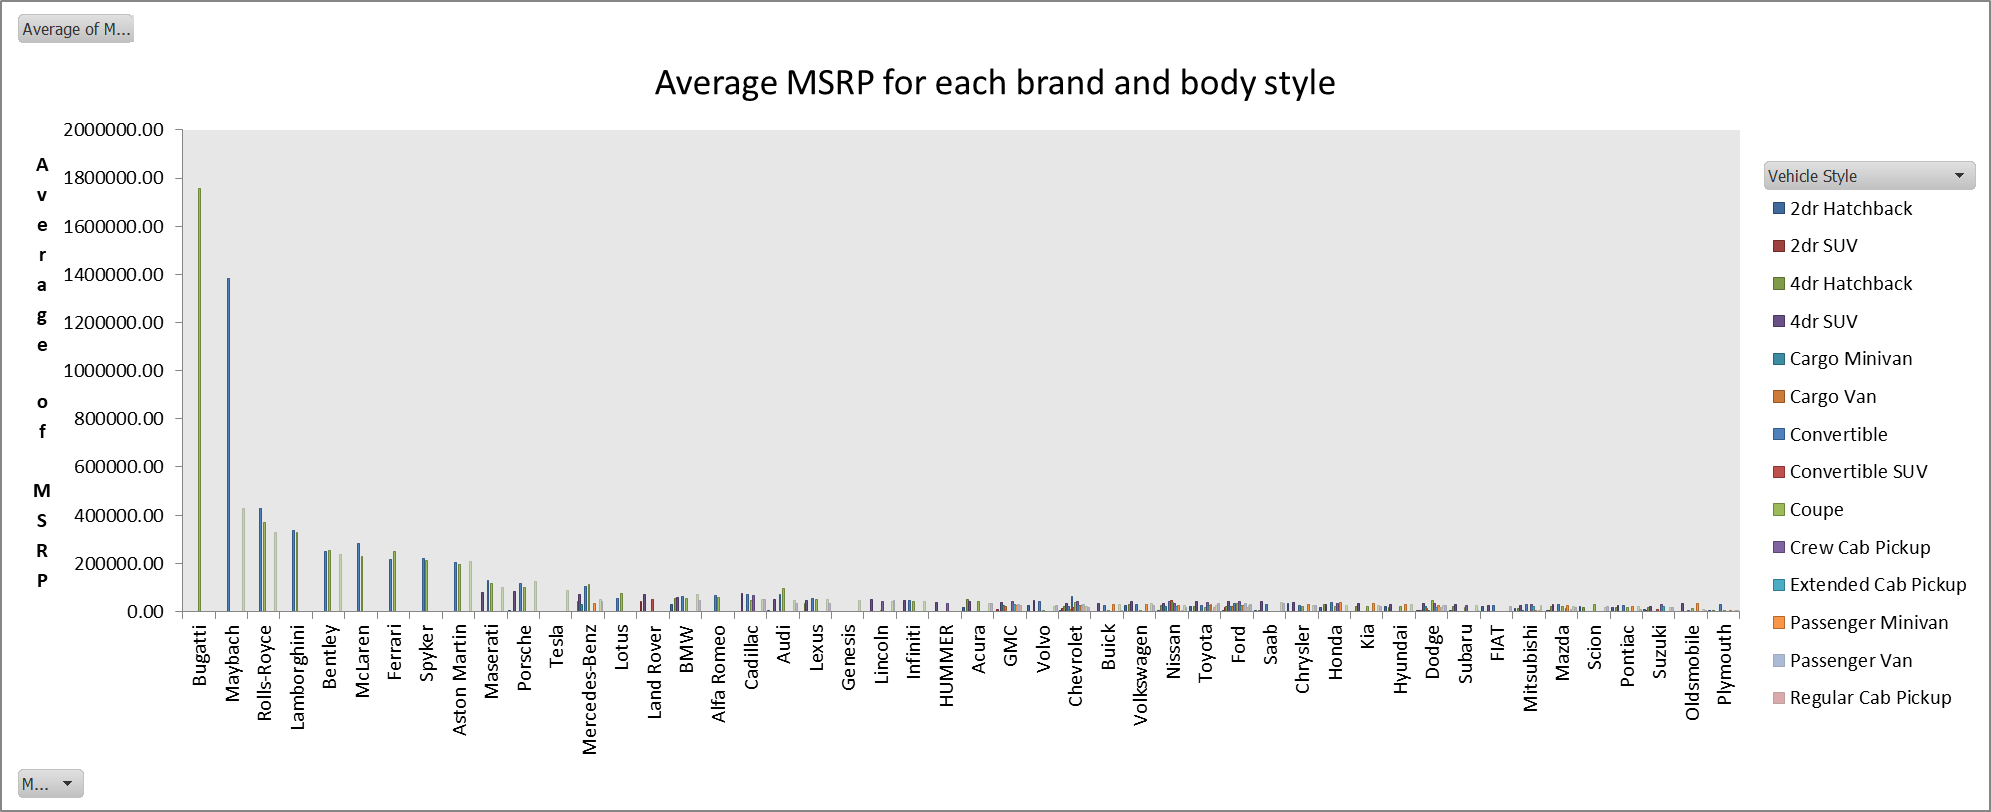 Average of M...
Average MSRP for each brand and body style
Average of MSRP
2000000.00
1800000.00
1600000.00
1400000.00
1200000.00
1000000.00
800000.00
600000.00
400000.00
200000.00
0.00
Bugatti
Maybach
Rolls-Royce
Lamborghini
Bentley
McLaren
Ferrari
Spyker
Aston Martin
Maserati
Porsche
Tesla
Mercedes-Benz
Lotus
Land Rover
BMW
Alfa Romeo
Cadillac
Audi
Lexus
Genesis
Lincoln
Infiniti
HUMMER
Acura
GMC
Volvo
Chevrolet
Buick
Volkswagen
Nissan
Toyota
Ford
Saab
Chrysler
Honda
Kia
Hyundai
Dodge
Subaru
FIAT
Mitsubishi
Mazda
Scion
Pontiac
Suzuki
Oldsmobile
Plymouth
Vehicle Style
2dr Hatchback
2dr SUV
4dr Hatchback
4dr SUV
Cargo Minivan
Cargo Van
Convertible
Convertible SUV
Coupe
Crew Cab Pickup
Extended Cab Pickup
Passenger Minivan
Passenger Van
Regular Cab Pickup
M...